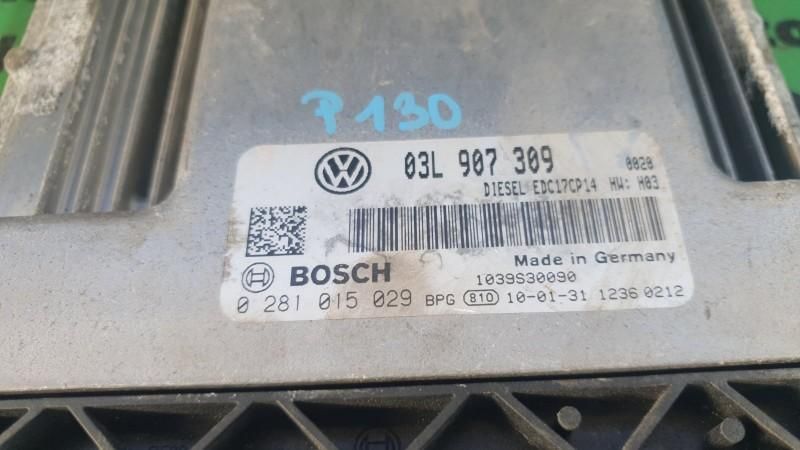 P130
03L 907 309 0020
DIESEL EDC17CP14 HW: H03
Made in Germany
BOSCH 1039S30090
0 281 015 029 BPG 810 10-01-31 1236 0212